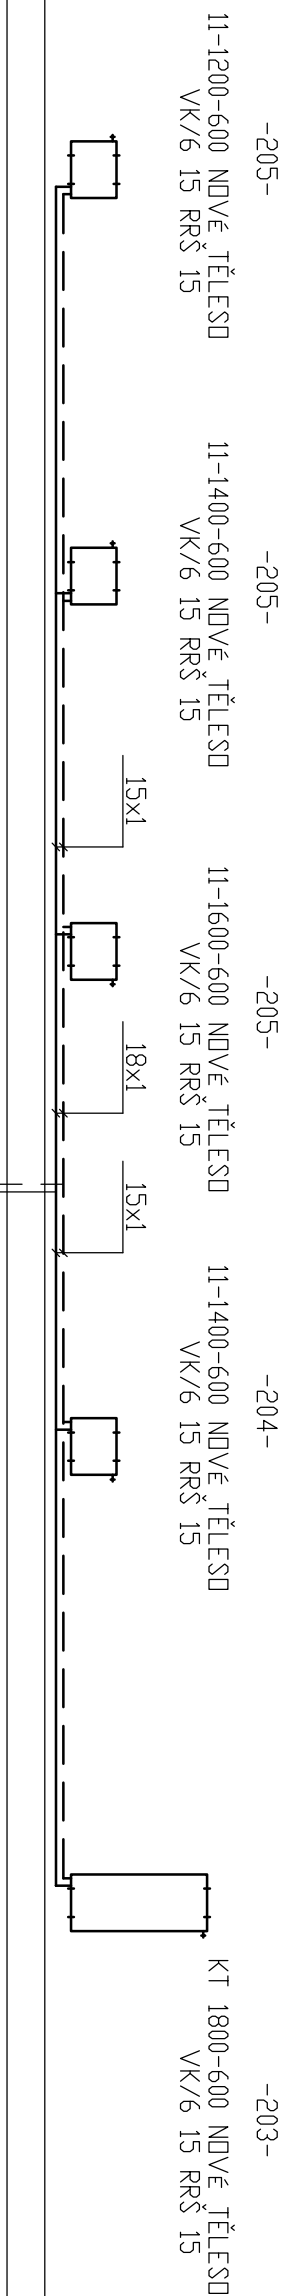 -205-
11-1200-600 NOVÉ TĚLESO
VK/6 15 RRŠ 15
-205-
11-1400-600 NOVÉ TĚLESO
VK/6 15 RRŠ 15
15x1
-205-
11-1600-600 NOVÉ TĚLESO
VK/6 15 RRŠ 15
18x1
15x1
-204-
11-1400-600 NOVÉ TĚLESO
VK/6 15 RRŠ 15
-203-
KT 1800-600 NOVÉ TĚLESO
VK/6 15 RRŠ 15